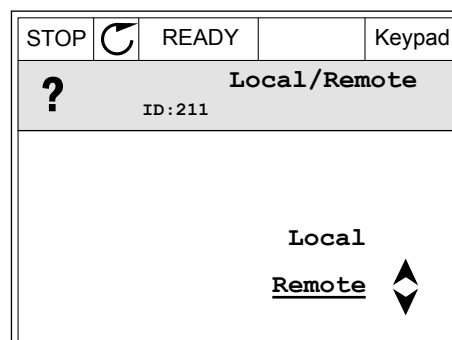 STOP READY Keypad
? Local/Remote
ID:211
Local
Remote